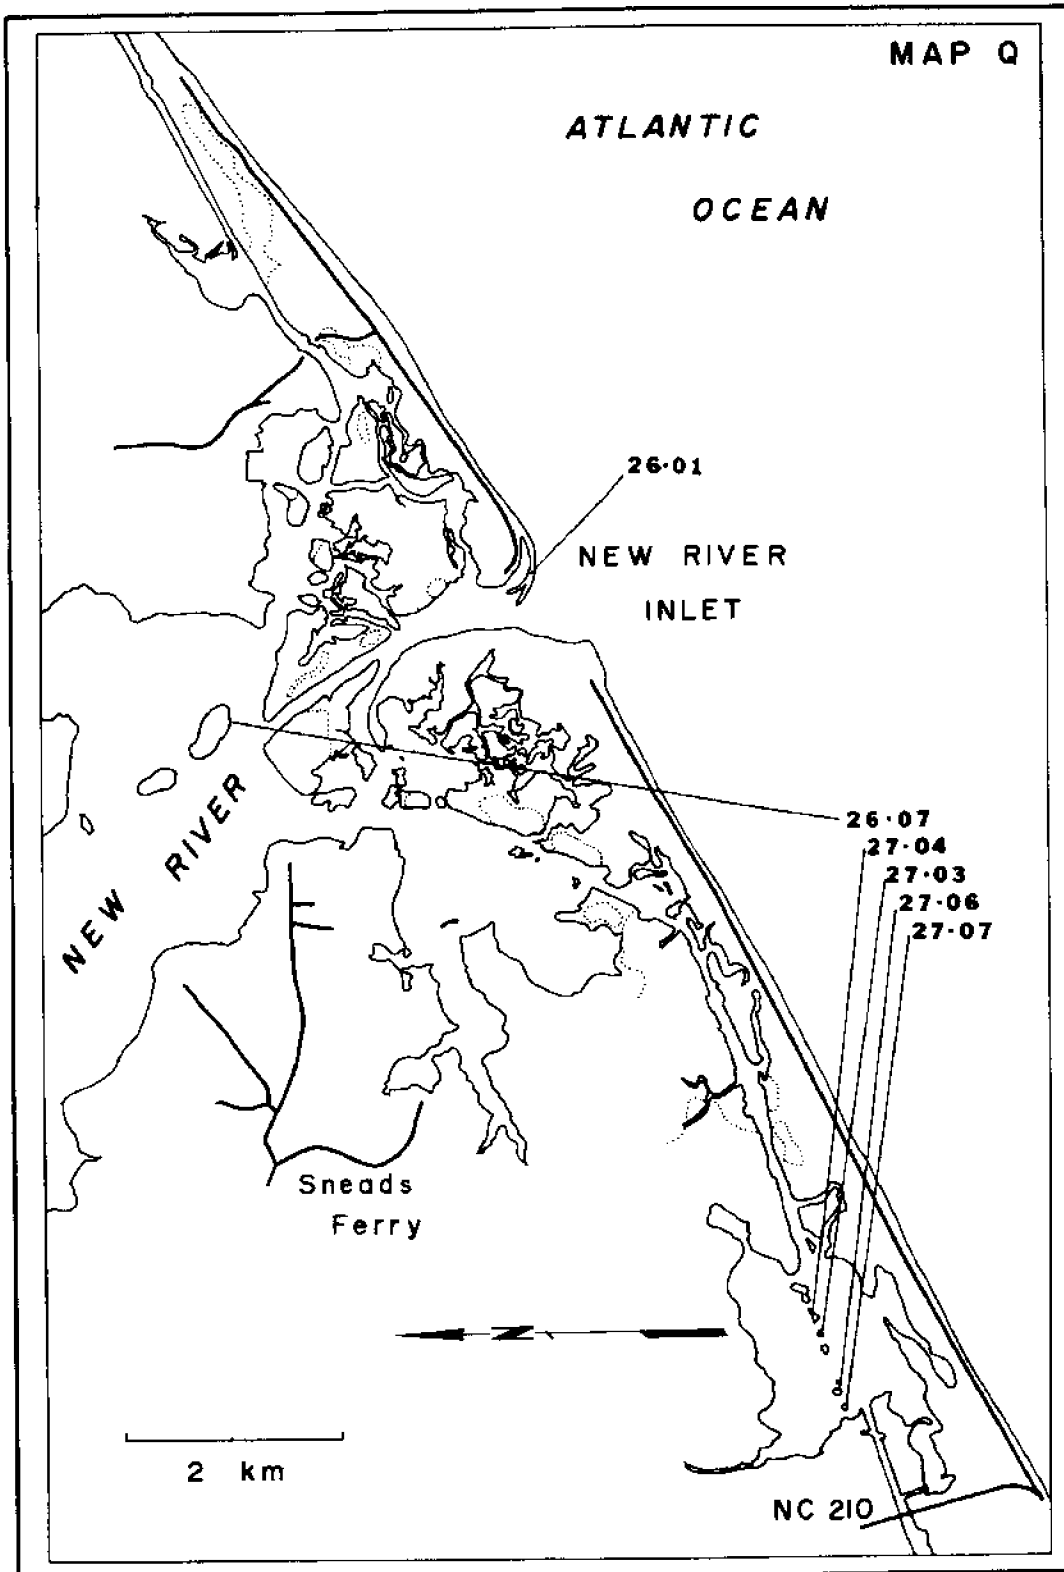 MAP Q
ATLANTIC
OCEAN
26·01
NEW RIVER
INLET
26·07
27·04
27·03
27·06
27·07
NEW RIVER
Sneads
Ferry
N
2 km
NC 210